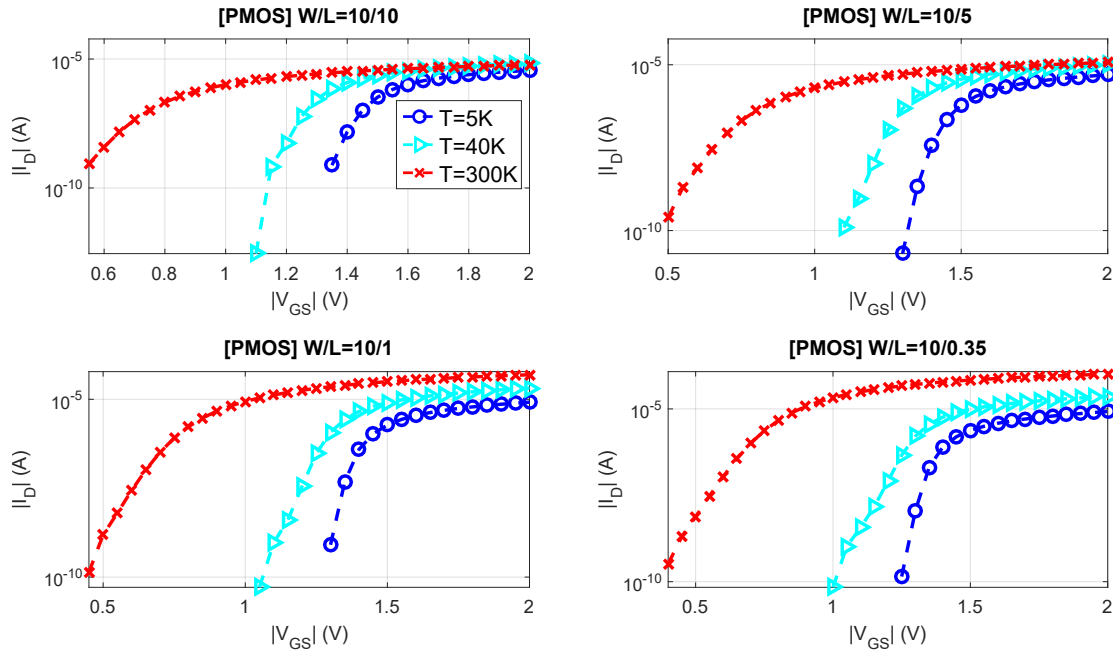 [PMOS] W/L=10/10
|I_D| (A)
10^-5
10^-10
0.6 0.8 1 1.2 1.4 1.6 1.8 2
|V_GS| (V)
T=5K
T=40K
T=300K
[PMOS] W/L=10/5
|I_D| (A)
10^-5
10^-10
0.5 1 1.5 2
|V_GS| (V)
[PMOS] W/L=10/1
|I_D| (A)
10^-5
10^-10
0.5 1 1.5 2
|V_GS| (V)
[PMOS] W/L=10/0.35
|I_D| (A)
10^-5
10^-10
0.5 1 1.5 2
|V_GS| (V)